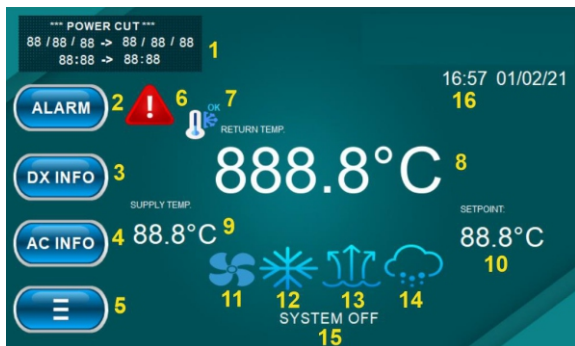 *** POWER CUT ***
88 / 88 / 88 -> 88 / 88 / 88
88:88 -> 88:88
1
16:57 01/02/21
16
ALARM
2
6
OK
7
RETURN TEMP.
888.8°C
8
DX INFO
3
SUPPLY TEMP.
88.8°C
9
SETPOINT:
88.8°C
10
AC INFO
4
5
11
12
13
14
SYSTEM OFF
15